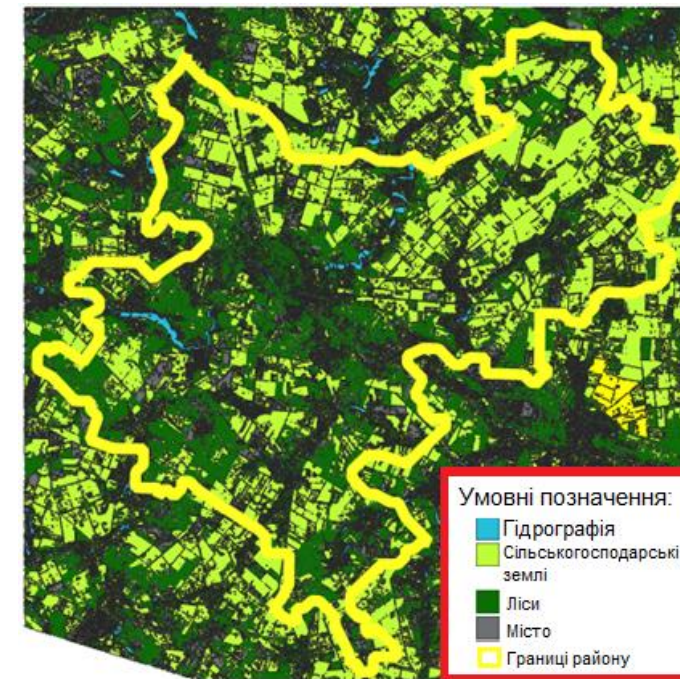 Умовні позначення:
Гідрографія
Сільськогосподарські
землі
Ліси
Місто
Границі району